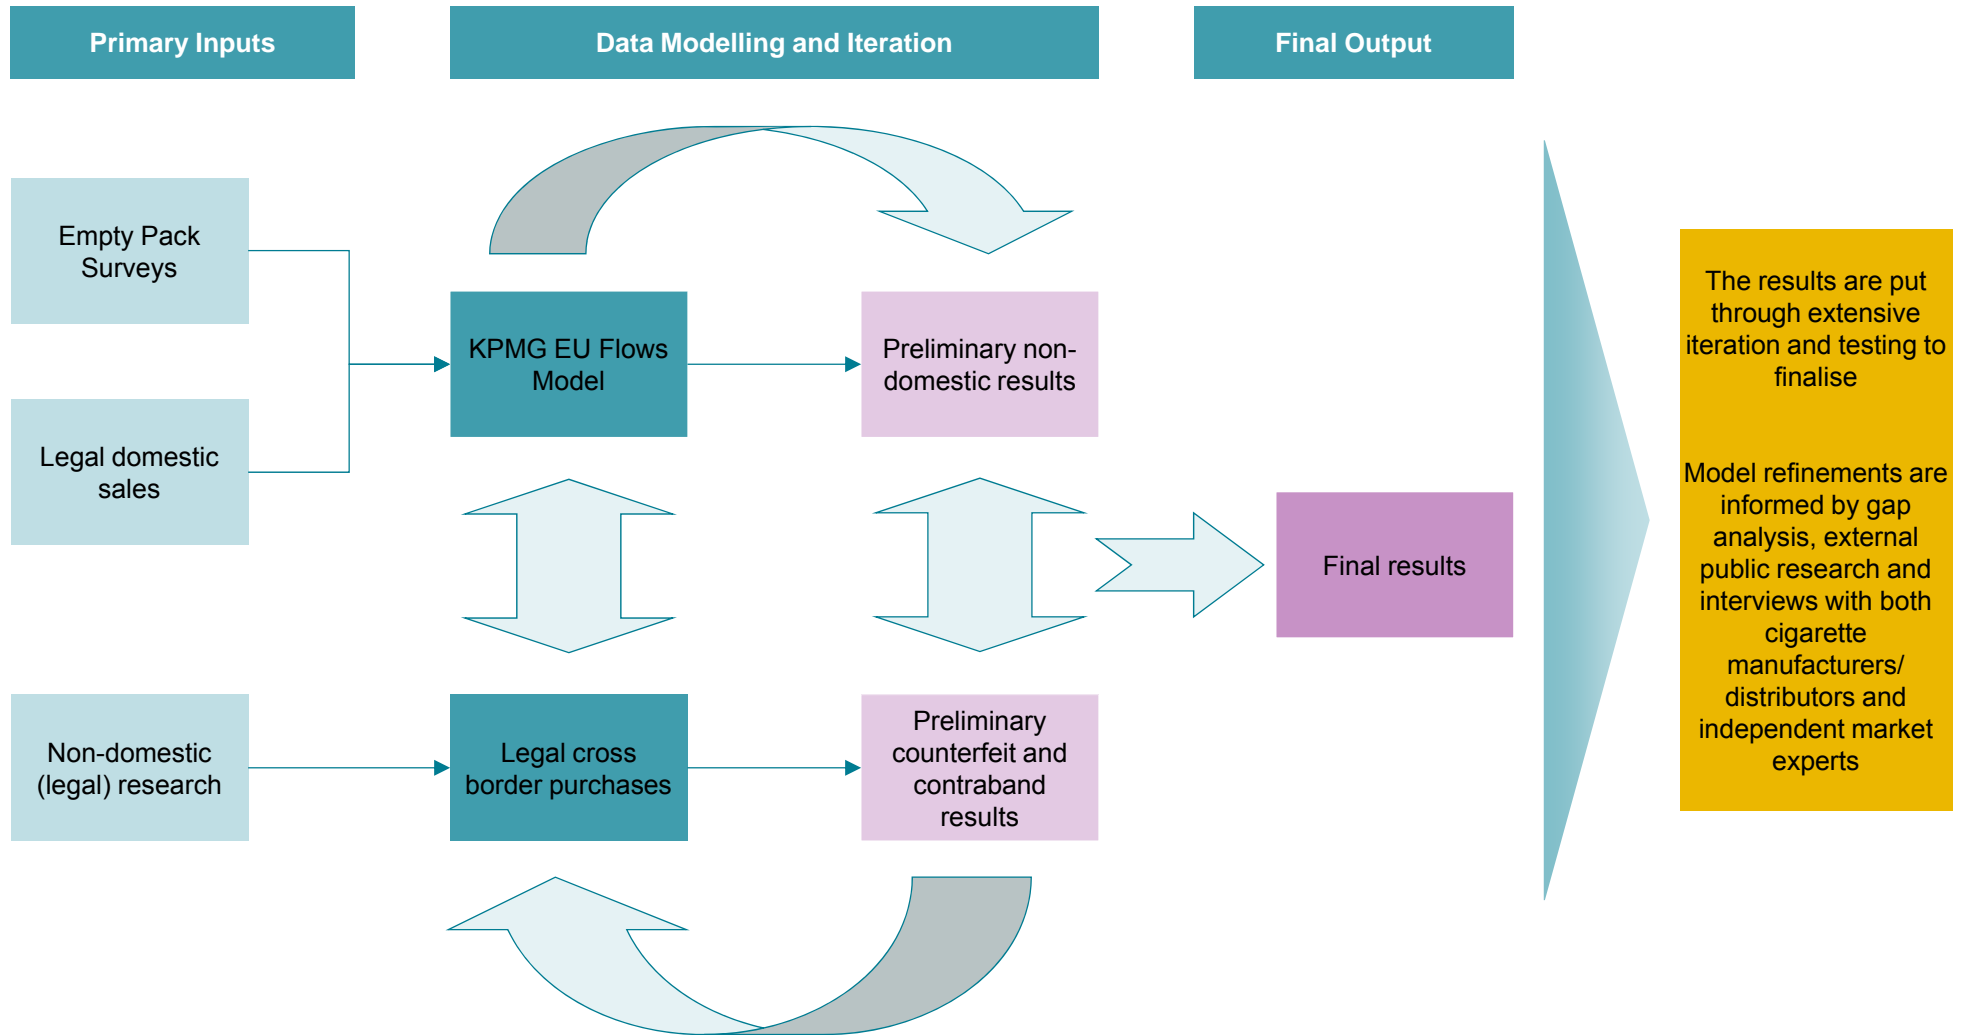 Primary Inputs
Data Modelling and Iteration
Final Output
Empty Pack
Surveys
Legal domestic
sales
Non-domestic
(legal) research
KPMG EU Flows
Model
Preliminary non-
domestic results
Legal cross
border purchases
Preliminary
counterfeit and
contraband
results
Final results
The results are put
through extensive
iteration and testing to
finalise
Model refinements are
informed by gap
analysis, external
public research and
interviews with both
cigarette
manufacturers/
distributors and
independent market
experts